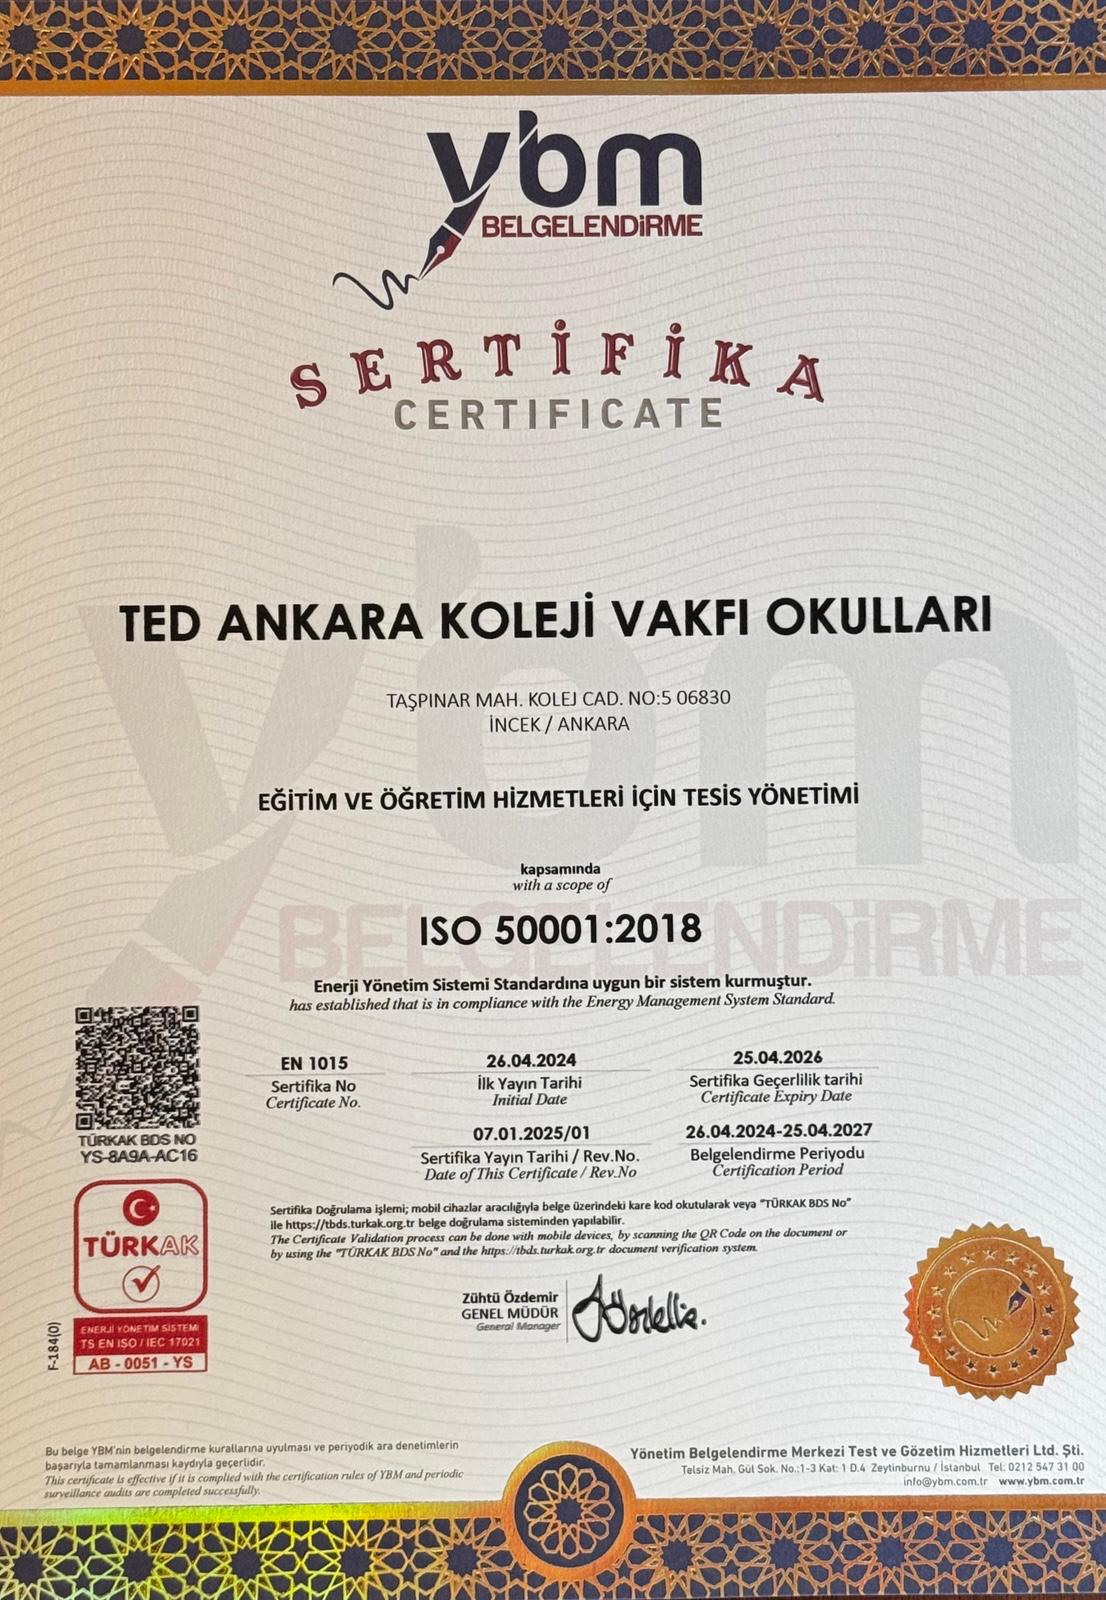 ybm
BELGELENDİRME
SERTİFİKA
CERTIFICATE
TED ANKARA KOLEJİ VAKFI OKULLARI
TAŞPINAR MAH. KOLEJ CAD. NO:5 06830
İNCEK / ANKARA
EĞİTİM VE ÖĞRETİM HİZMETLERİ İÇİN TESİS YÖNETİMİ
kapsamında
with a scope of
ISO 50001:2018
Enerji Yönetim Sistemi Standardına uygun bir sistem kurmuştur.
has established that is in compliance with the Energy Management System Standard.
EN 1015
Sertifika No
Certificate No.
26.04.2024
İlk Yayın Tarihi
Initial Date
25.04.2026
Sertifika Geçerlilik tarihi
Certificate Expiry Date
07.01.2025/01
Sertifika Yayın Tarihi / Rev.No.
Date of This Certificate / Rev.No
26.04.2024-25.04.2027
Belgelendirme Periyodu
Certification Period
TÜRKAK BDS NO
YS-8A9A-AC16
Sertifika Doğrulama işlemi; mobil cihazlar aracılığıyla belge üzerindeki kare kod okutularak veya "TÜRKAK BDS No"
ile https://tbds.turkak.org.tr belge doğrulama sisteminden yapılabilir.
The Certificate Validation process can be done with mobile devices, by scanning the QR Code on the document or
by using the "TÜRKAK BDS No" and the https://tbds.turkak.org.tr document verification system.
TÜRKAK
ENERJİ YÖNETİM SİSTEMİ
TS EN ISO / IEC 17021
AB - 0051 - YS
F-184(0)
Zühtü Özdemir
GENEL MÜDÜR
General Manager
Bu belge YBM'nin belgelendirme kurallarına uyulması ve periyodik ara denetimlerin
başarıyla tamamlanması kaydıyla geçerlidir.
This certificate is effective if it is complied with the certification rules of YBM and periodic
surveillance audits are completed successfully.
Yönetim Belgelendirme Merkezi Test ve Gözetim Hizmetleri Ltd. Şti.
Telsiz Mah. Gül Sok. No.:1-3 Kat: 1 D.4 Zeytinburnu / İstanbul Tel: 0212 547 31 00
info@ybm.com.tr www.ybm.com.tr